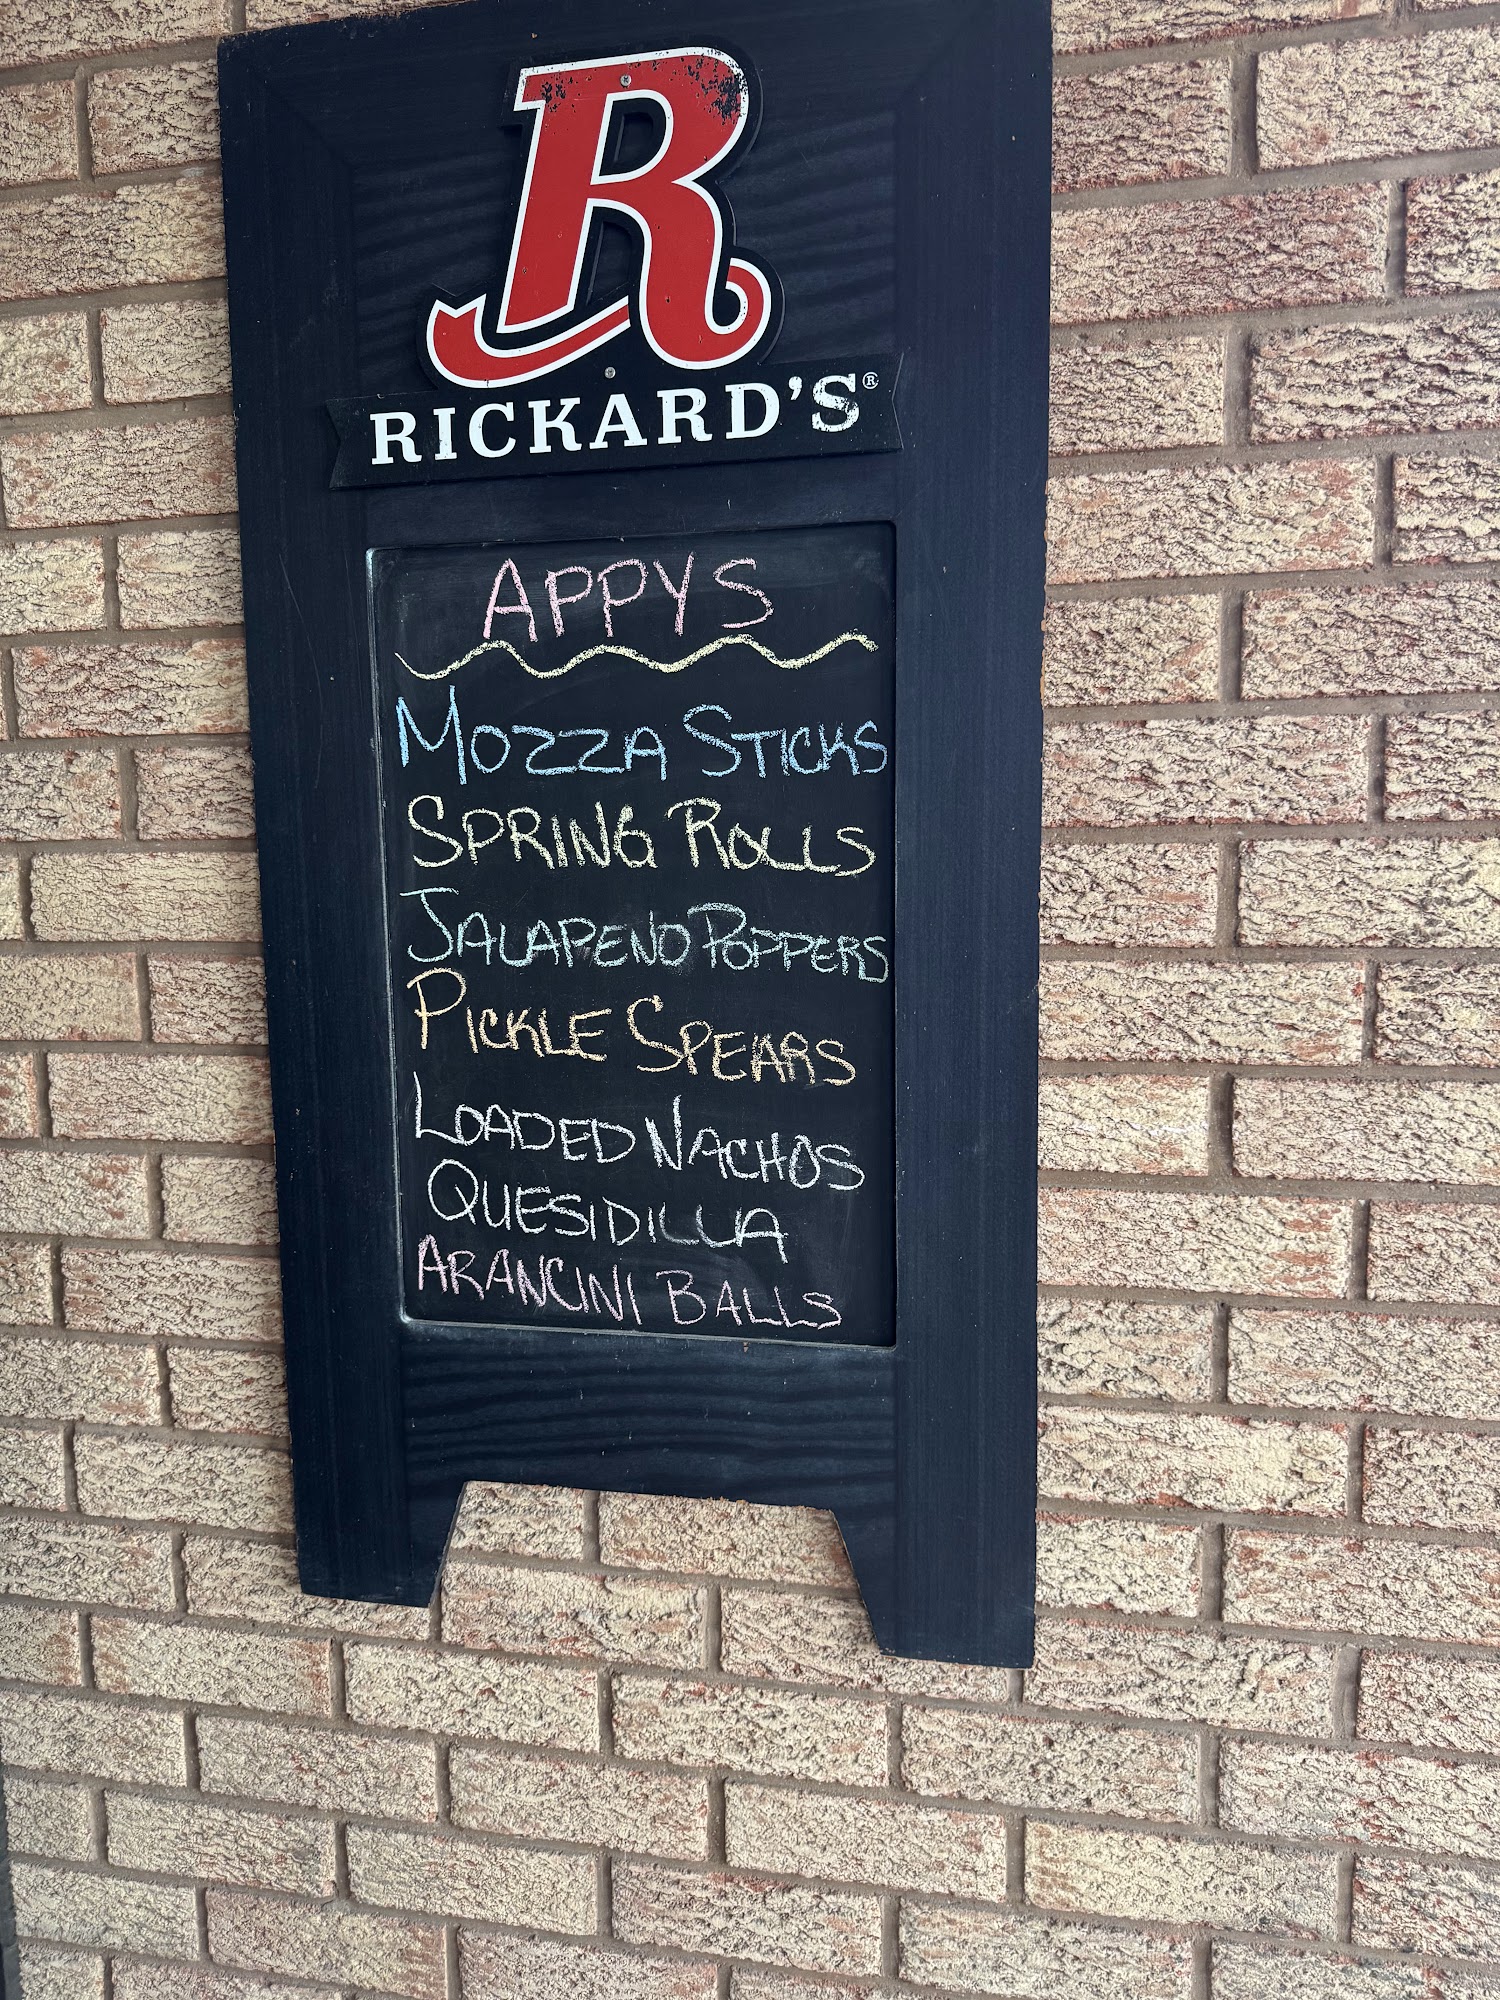 R
RICKARD'S®
APPYS
MOZZA STICKS
SPRING ROLLS
JALAPENO POPPERS
PICKLE SPEARS
LOADED NACHOS
QUESIDILLA
ARANCINI BALLS